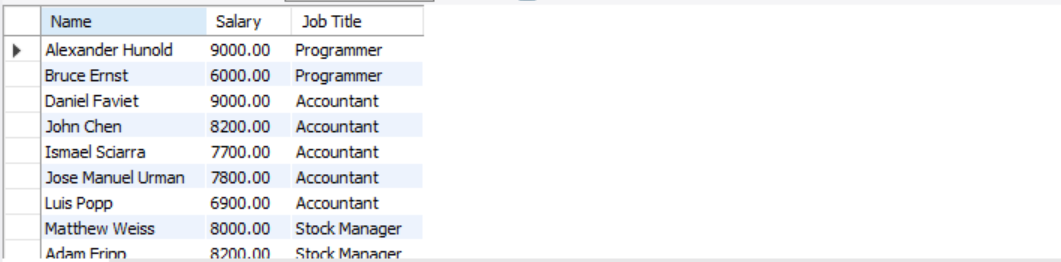 Name Salary Job Title
Alexander Hunold 9000.00 Programmer
Bruce Ernst 6000.00 Programmer
Daniel Faviet 9000.00 Accountant
John Chen 8200.00 Accountant
Ismael Sciarra 7700.00 Accountant
Jose Manuel Urman 7800.00 Accountant
Luis Popp 6900.00 Accountant
Matthew Weiss 8000.00 Stock Manager
Adam Fripp 8200.00 Stock Manager